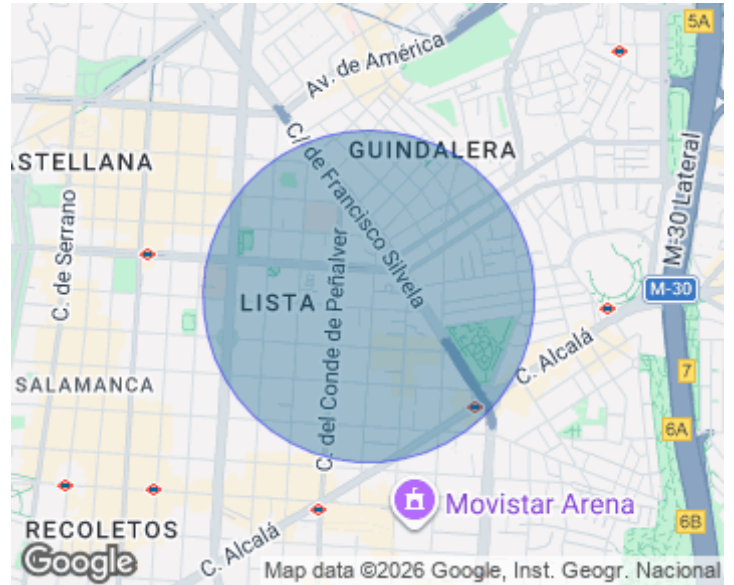 5A
Av. de América
C/ de Francisco Silvela
GUINDALERA
ASTELLANA
C. de Serrano
M-30 Lateral
M-30
LISTA
C. del Conde de Peñalver
C. Alcalá
7
SALAMANCA
6A
Movistar Arena
6B
RECOLETOS
C. Alcalá
Google
Map data ©2026 Google, Inst. Geogr. Nacional